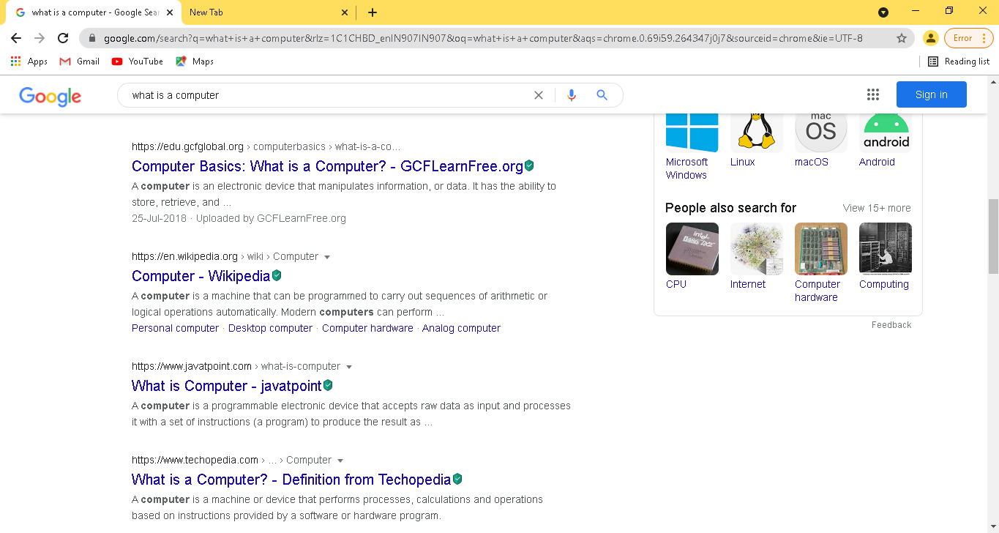 what is a computer - Google Sear
New Tab
google.com/search?q=what+is+a+computer&rlz=1C1CHBD_enIN907IN907&oq=what+is+a+computer&aqs=chrome.0.69i59.264347j0j7&sourceid=chrome&ie=UTF-8
Error
Apps
Gmail
YouTube
Maps
Reading list
Google
what is a computer
Sign in
https://edu.gcfglobal.org › computerbasics › what-is-a-co...
Computer Basics: What is a Computer? - GCFLearnFree.org
A computer is an electronic device that manipulates information, or data. It has the ability to
store, retrieve, and ...
25-Jul-2018 · Uploaded by GCFLearnFree.org
https://en.wikipedia.org › wiki › Computer
Computer - Wikipedia
A computer is a machine that can be programmed to carry out sequences of arithmetic or
logical operations automatically. Modern computers can perform ...
Personal computer · Desktop computer · Computer hardware · Analog computer
https://www.javatpoint.com › what-is-computer
What is Computer - javatpoint
A computer is a programmable electronic device that accepts raw data as input and processes
it with a set of instructions (a program) to produce the result as ...
https://www.techopedia.com › ... › Computer
What is a Computer? - Definition from Techopedia
A computer is a machine or device that performs processes, calculations and operations
based on instructions provided by a software or hardware program.
mac
OS
android
Microsoft
Windows
Linux
macOS
Android
People also search for
View 15+ more
intel
CPU
Internet
Computer
hardware
Computing
Feedback